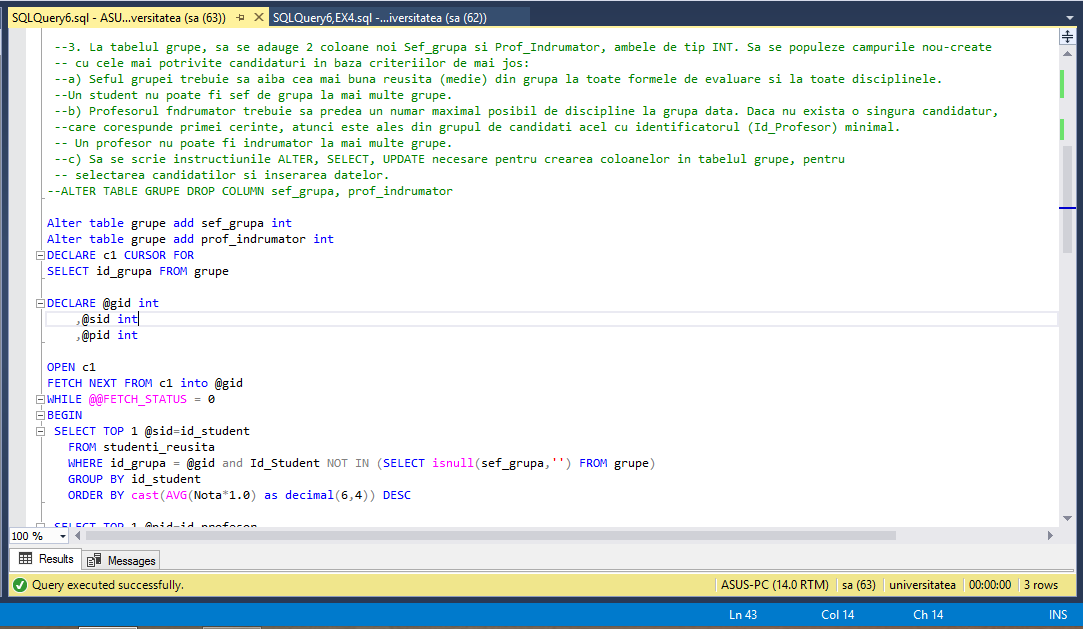 SQLQuery6.sql - ASU...versitatea (sa (63))
SQLQuery6,EX4.sql -...iversitatea (sa (62))
--3. La tabelul grupe, sa se adauge 2 coloane noi Sef_grupa si Prof_Indrumator, ambele de tip INT. Sa se populeze campurile nou-create
-- cu cele mai potrivite candidaturi in baza criteriilor de mai jos:
--a) Seful grupei trebuie sa aiba cea mai buna reusita (medie) din grupa la toate formele de evaluare si la toate disciplinele.
--Un student nu poate fi sef de grupa la mai multe grupe.
--b) Profesorul fndrumator trebuie sa predea un numar maximal posibil de discipline la grupa data. Daca nu exista o singura candidatur,
--care corespunde primei cerinte, atunci este ales din grupul de candidati acel cu identificatorul (Id_Profesor) minimal.
-- Un profesor nu poate fi indrumator la mai multe grupe.
--c) Sa se scrie instructiunile ALTER, SELECT, UPDATE necesare pentru crearea coloanelor in tabelul grupe, pentru
-- selectarea candidatilor si inserarea datelor.
--ALTER TABLE GRUPE DROP COLUMN sef_grupa, prof_indrumator
Alter table grupe add sef_grupa int
Alter table grupe add prof_indrumator int
DECLARE c1 CURSOR FOR
SELECT id_grupa FROM grupe
DECLARE @gid int
,@sid int
,@pid int
OPEN c1
FETCH NEXT FROM c1 into @gid
WHILE @@FETCH_STATUS = 0
BEGIN
SELECT TOP 1 @sid=id_student
FROM studenti_reusita
WHERE id_grupa = @gid and Id_Student NOT IN (SELECT isnull(sef_grupa,'') FROM grupe)
GROUP BY id_student
ORDER BY cast(AVG(Nota*1.0) as decimal(6,4)) DESC
SELECT TOP 1 @pid=id_profesor
100 %
Results
Messages
Query executed successfully.
ASUS-PC (14.0 RTM)
sa (63)
universitatea
00:00:00
3 rows
Ln 43
Col 14
Ch 14
INS